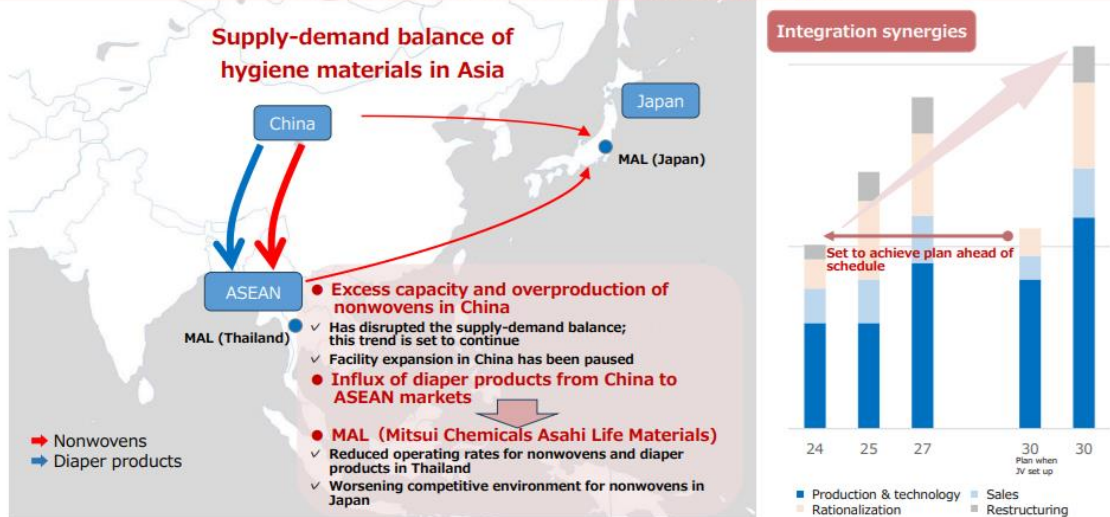 Supply-demand balance of
hygiene materials in Asia
China
Japan
MAL (Japan)
ASEAN
MAL (Thailand)
● Excess capacity and overproduction of
nonwovens in China
✓ Has disrupted the supply-demand balance;
this trend is set to continue
✓ Facility expansion in China has been paused
● Influx of diaper products from China to
ASEAN markets
● MAL（Mitsui Chemicals Asahi Life Materials)
✓ Reduced operating rates for nonwovens and diaper
products in Thailand
✓ Worsening competitive environment for nonwovens in
Japan
Nonwovens
Diaper products
Integration synergies
Set to achieve plan ahead of
schedule
24
25
27
30
Plan when
JV set up
30
Production & technology
Sales
Rationalization
Restructuring